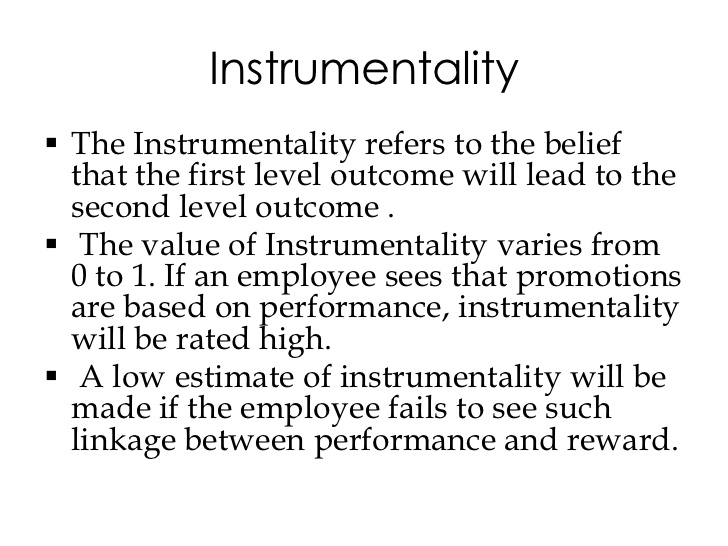 Instrumentality
▪ The Instrumentality refers to the belief
that the first level outcome will lead to the
second level outcome .
▪ The value of Instrumentality varies from
0 to 1. If an employee sees that promotions
are based on performance, instrumentality
will be rated high.
▪ A low estimate of instrumentality will be
made if the employee fails to see such
linkage between performance and reward.